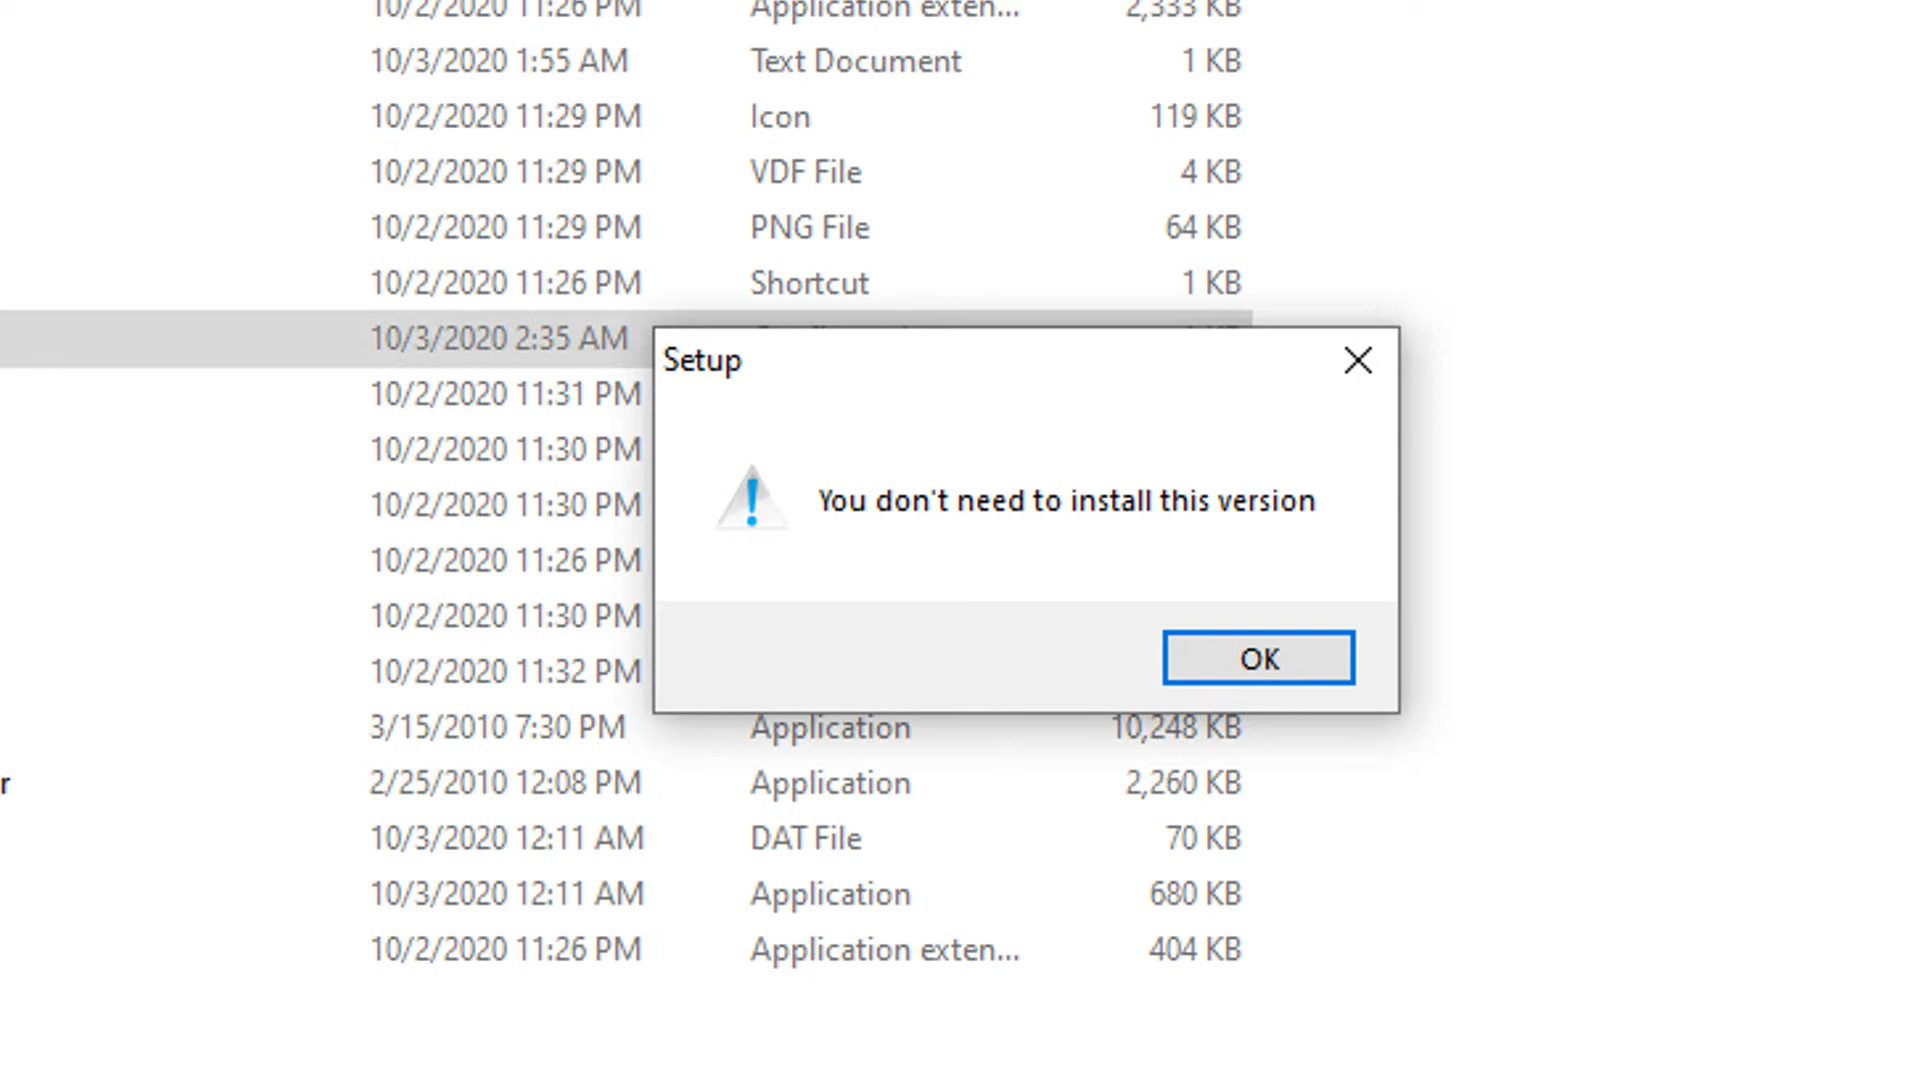 10/2/2020 11:26 PM Application exten... 2,333 KB
10/3/2020 1:55 AM Text Document 1 KB
10/2/2020 11:29 PM Icon 119 KB
10/2/2020 11:29 PM VDF File 4 KB
10/2/2020 11:29 PM PNG File 64 KB
10/2/2020 11:26 PM Shortcut 1 KB
10/3/2020 2:35 AM
Setup
10/2/2020 11:31 PM
10/2/2020 11:30 PM
You don't need to install this version
10/2/2020 11:30 PM
10/2/2020 11:26 PM
10/2/2020 11:30 PM
OK
10/2/2020 11:32 PM
3/15/2010 7:30 PM Application 10,248 KB
r 2/25/2010 12:08 PM Application 2,260 KB
10/3/2020 12:11 AM DAT File 70 KB
10/3/2020 12:11 AM Application 680 KB
10/2/2020 11:26 PM Application exten... 404 KB